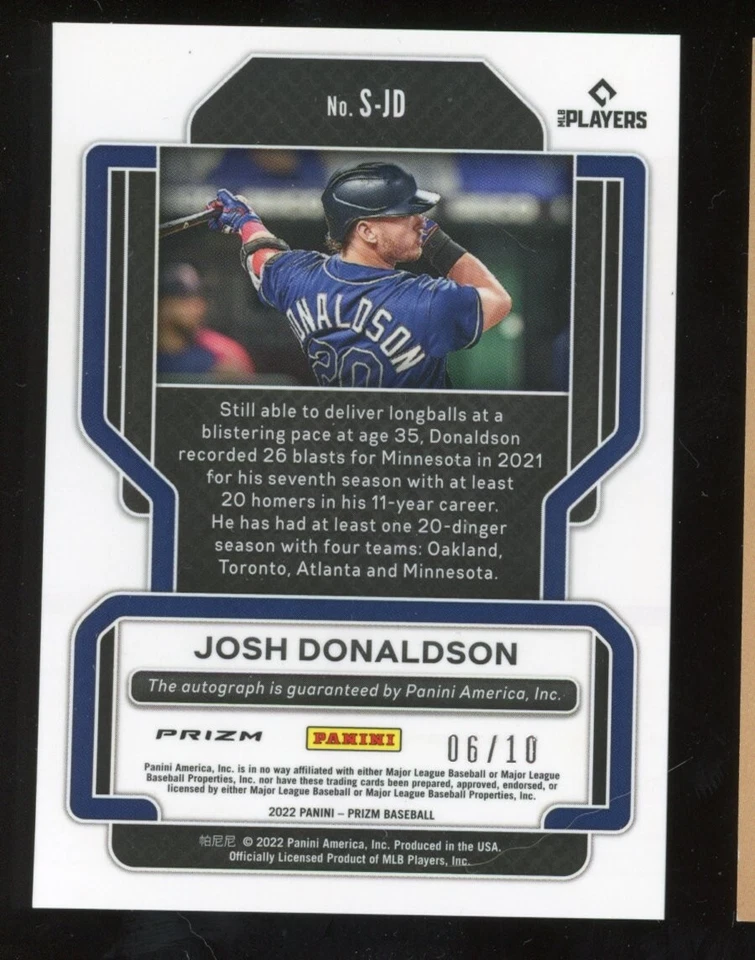 No. S-JD
MLB PLAYERS
ONALDSON
20
Still able to deliver longballs at a
blistering pace at age 35, Donaldson
recorded 26 blasts for Minnesota in 2021
for his seventh season with at least
20 homers in his 11-year career.
He has had at least one 20-dinger
season with four teams: Oakland,
Toronto, Atlanta and Minnesota.
JOSH DONALDSON
The autograph is guaranteed by Panini America, Inc.
PRIZM
PANINI
06/10
Panini America, Inc. is in no way affiliated with either Major League Baseball or Major League
Baseball Properties, Inc. nor have these trading cards been prepared, approved, endorsed, or
licensed by either Major League Baseball or Major League Baseball Properties, Inc.
2022 PANINI – PRIZM BASEBALL
帕尼尼 © 2022 Panini America, Inc. Produced in the USA.
Officially Licensed Product of MLB Players, Inc.